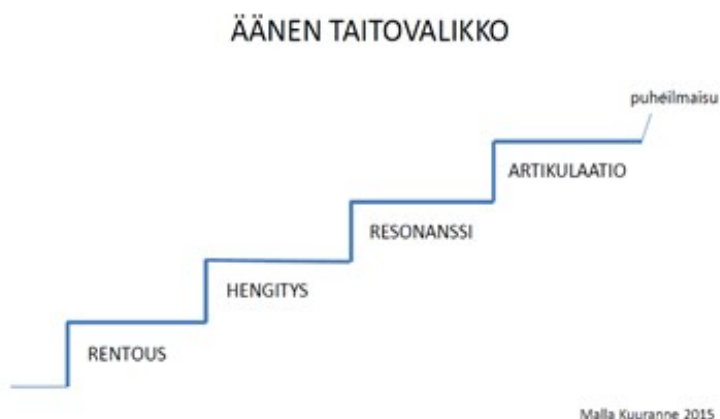 ÄÄNEN TAITOVALIKKO
puheilmaisu
ARTIKULAATIO
RESONANSSI
HENGITYS
RENTOUS
Malla Kuuranne 2015